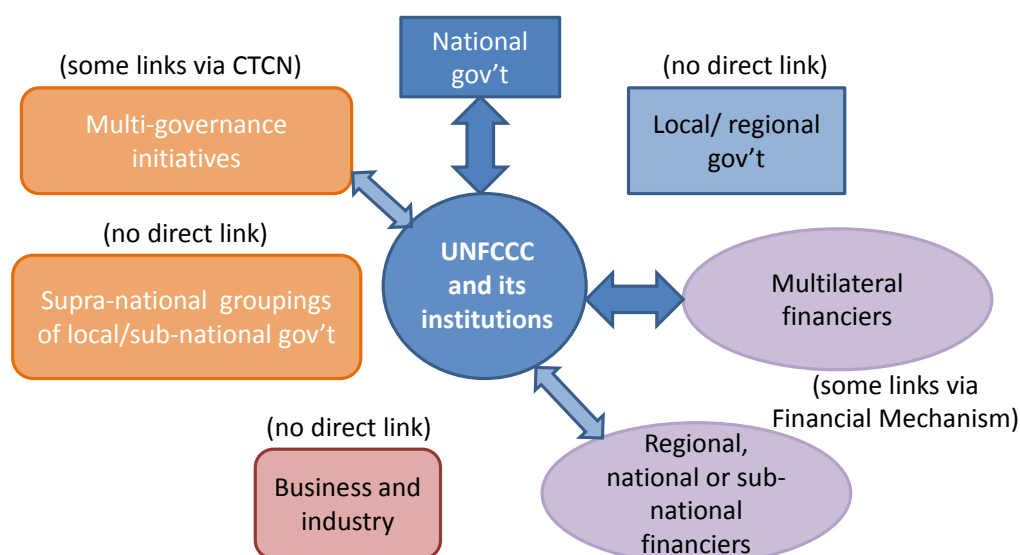 National
gov't
(some links via CTCN)
(no direct link)
Multi-governance
initiatives
Local/ regional
gov't
(no direct link)
UNFCCC
and its
institutions
Supra-national groupings
of local/sub-national gov't
Multilateral
financiers
(some links via
Financial Mechanism)
(no direct link)
Business and
industry
Regional,
national or sub-
national
financiers